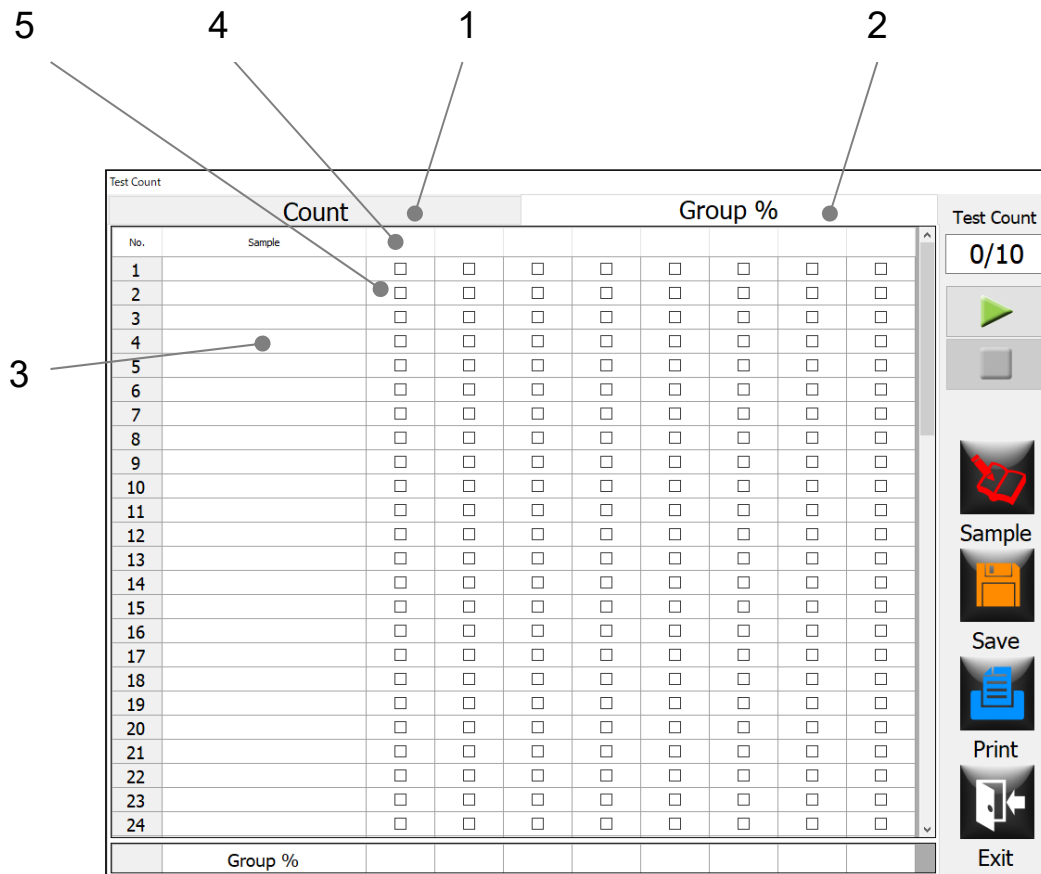 5 4 1 2
3
Test Count
Count Group %
Test Count
0/10
No. Sample
1
2
3
4
5
6
7
8
9
10
11
12
13
14
15
16
17
18
19
20
21
22
23
24
Group %
Sample
Save
Print
Exit